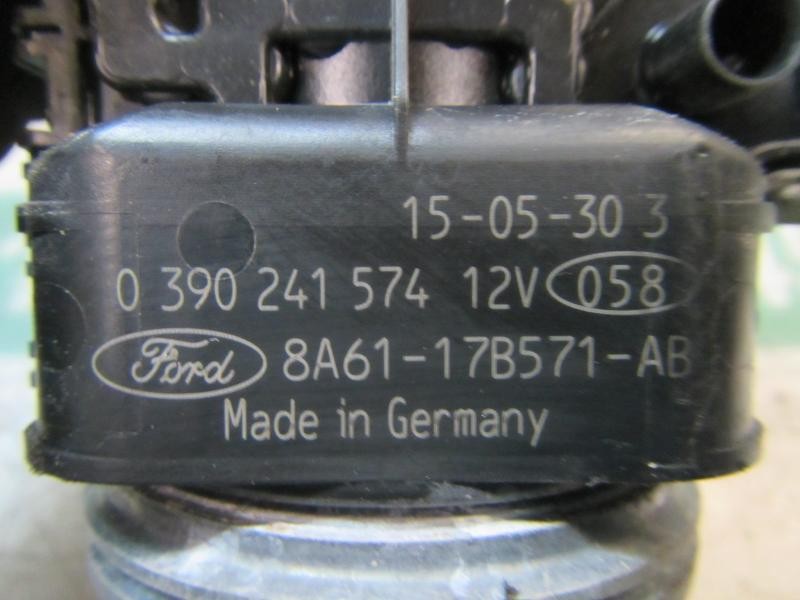 15-05-30 3
0 390 241 574 12V 058
Ford 8A61-17B571-AB
Made in Germany